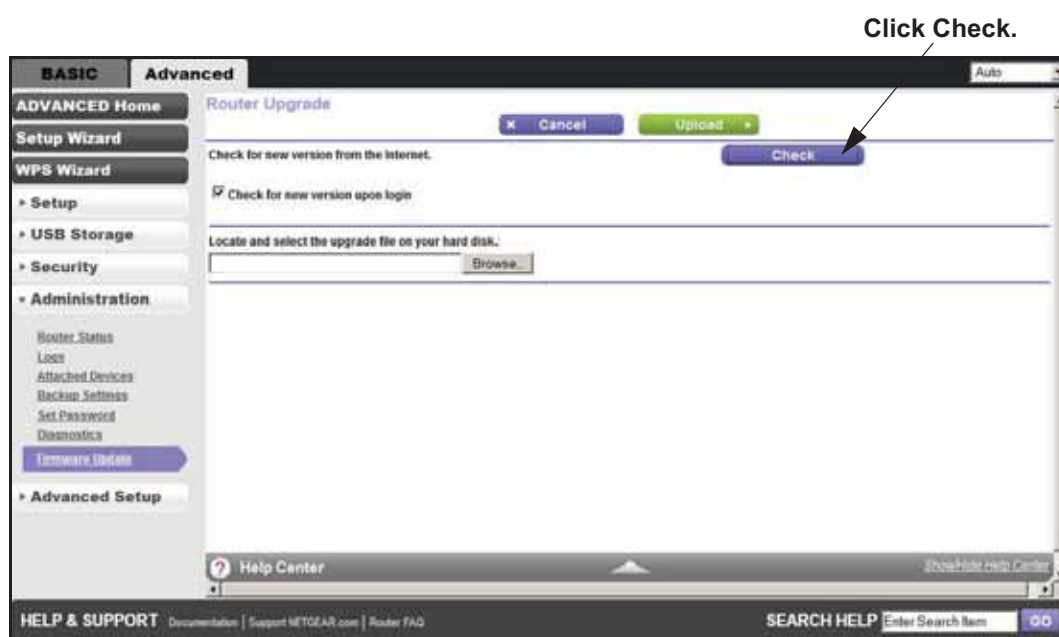 Click Check.
BASIC Advanced Auto
ADVANCED Home
Setup Wizard
WPS Wizard
Setup
USB Storage
Security
Administration
Router Status
Logs
Attached Devices
Backup Settings
Set Password
Diagnostics
Firmware Update
Advanced Setup
Router Upgrade
Cancel Upload
Check for new version from the Internet. Check
Check for new version upon login
Locate and select the upgrade file on your hard disk.
Browse..
Help Center Show/Hide Help Center
HELP & SUPPORT Documentation | Support NETGEAR.com | Router FAQ SEARCH HELP Enter Search Item GO